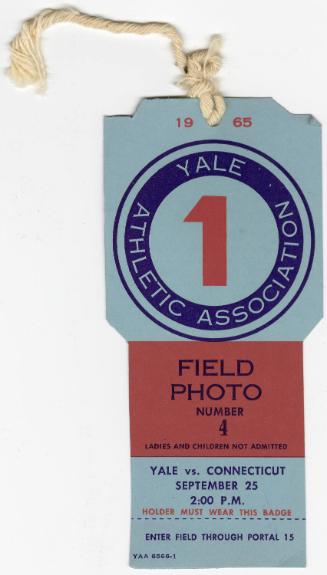 19 65
YALE
ATHLETIC ASSOCIATION
1
FIELD
PHOTO
NUMBER
4
LADIES AND CHILDREN NOT ADMITTED
YALE vs. CONNECTICUT
SEPTEMBER 25
2:00 P.M.
HOLDER MUST WEAR THIS BADGE
ENTER FIELD THROUGH PORTAL 15
YAA 6566-1